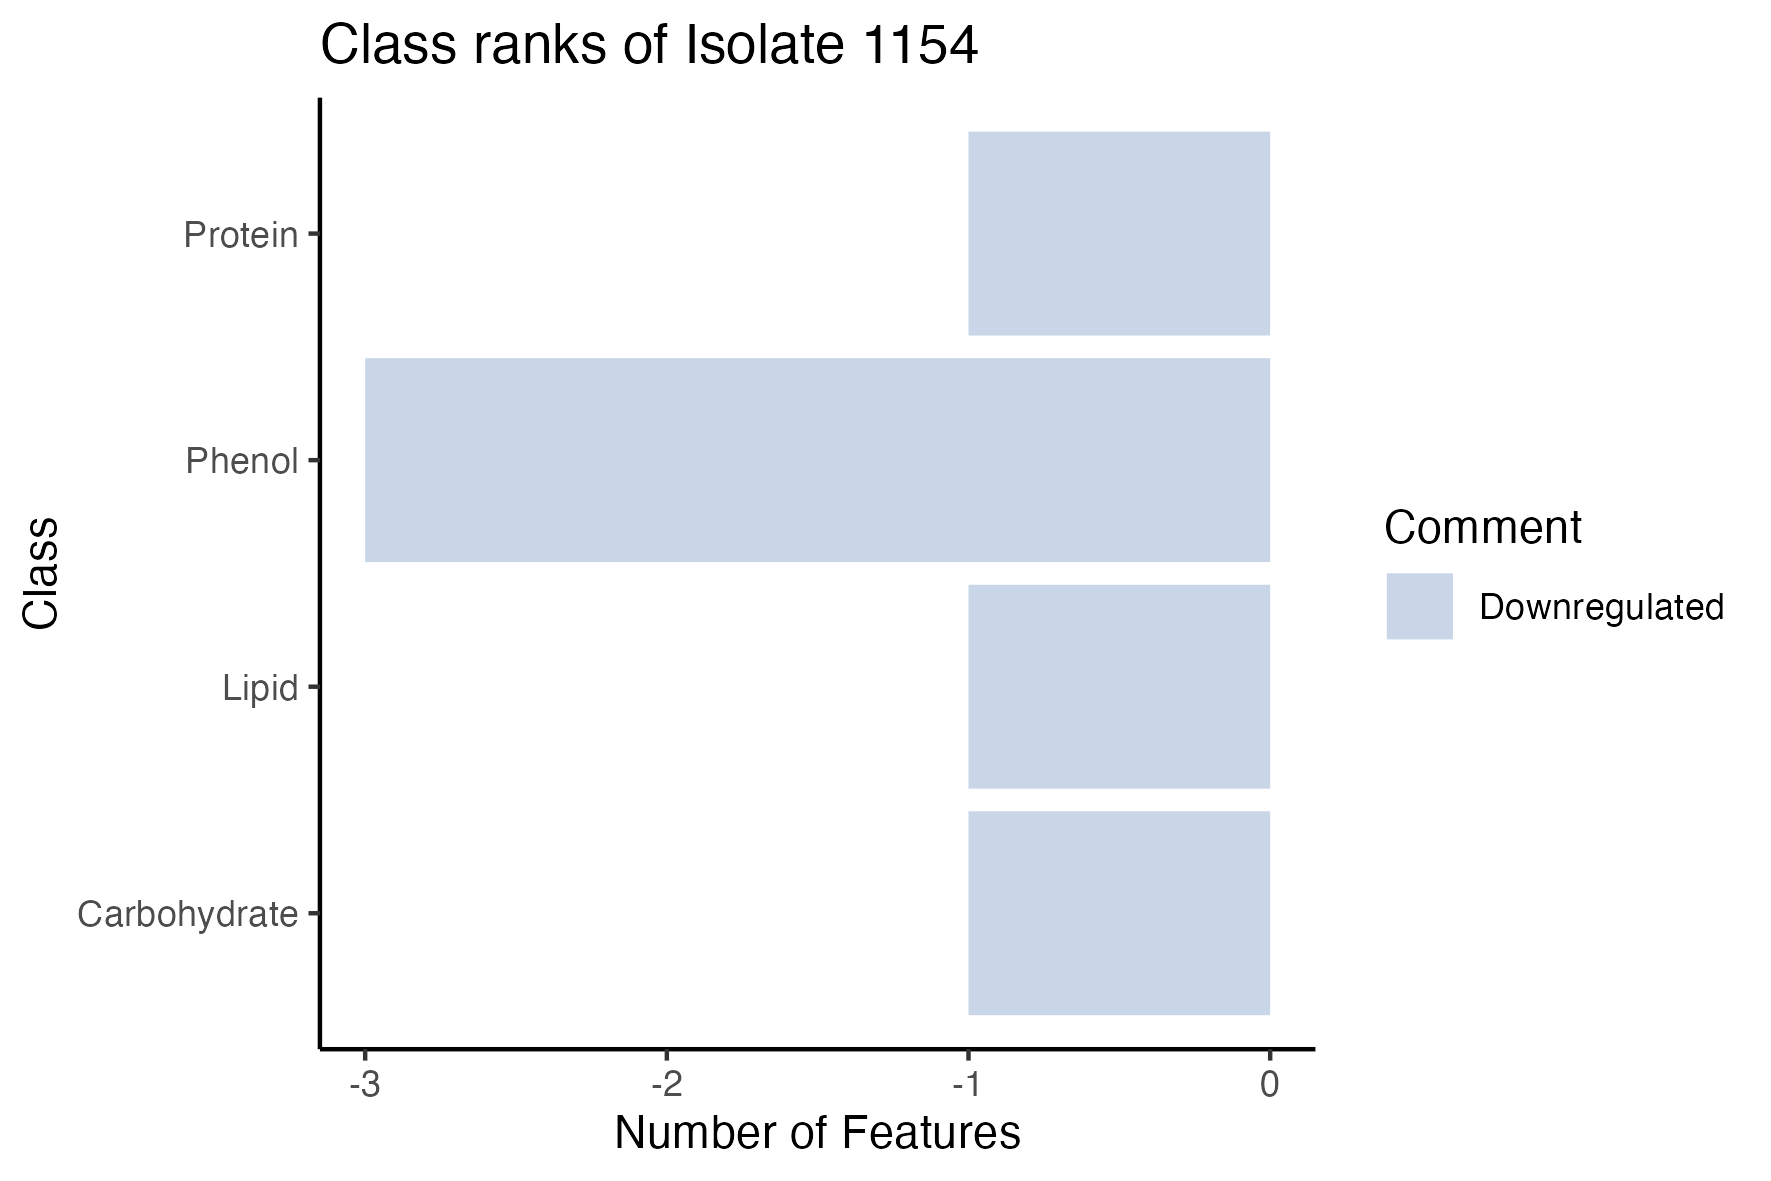 Class ranks of Isolate 1154
Class
Protein
Phenol
Lipid
Carbohydrate
-3 -2 -1 0
Number of Features
Comment
Downregulated